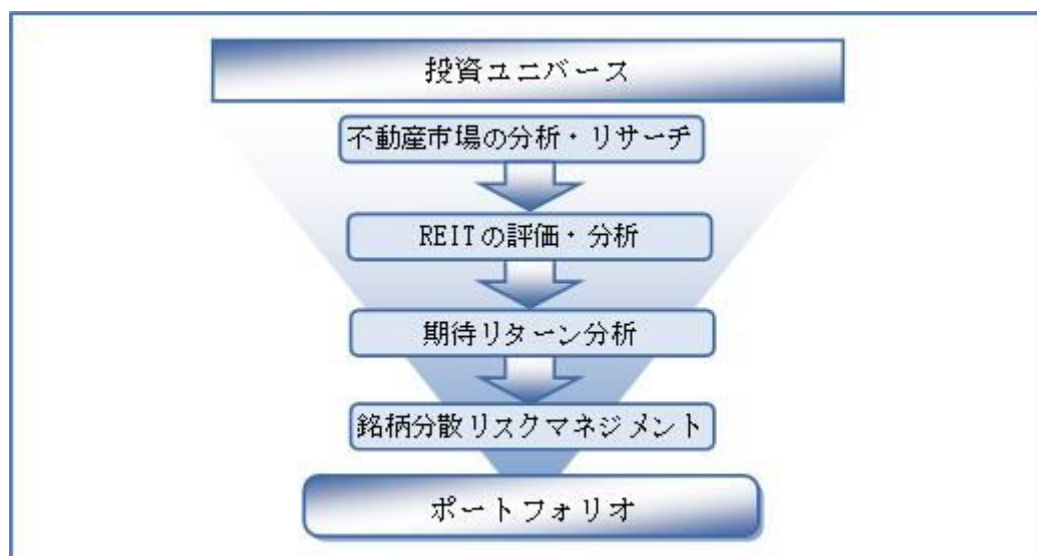 投資ユニバース
不動産市場の分析・リサーチ
REITの評価・分析
期待リターン分析
銘柄分散リスクマネジメント
ポートフォリオ